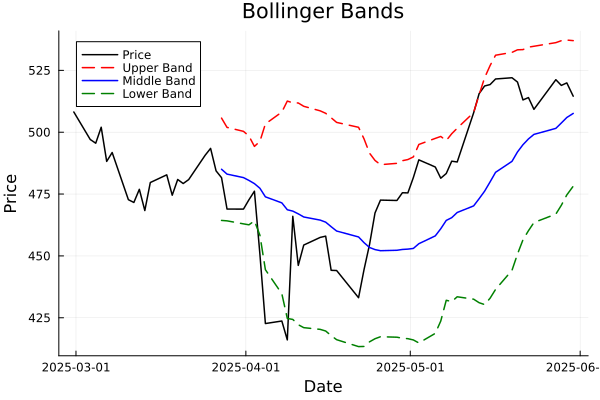 Bollinger Bands
Price
Upper Band
Middle Band
Lower Band
Price
525
500
475
450
425
2025-03-01
2025-04-01
2025-05-01
2025-06-
Date